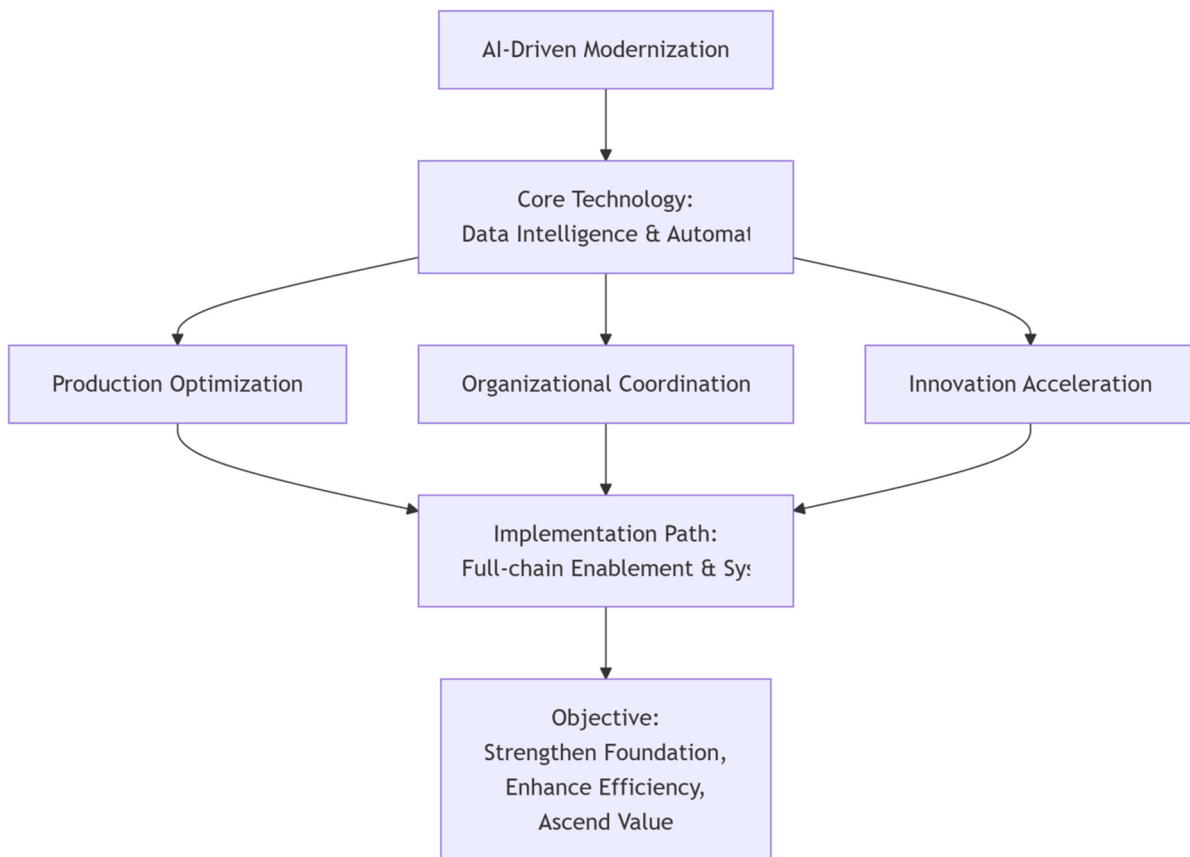 AI-Driven Modernization
Core Technology:
Data Intelligence &
Production Optimization
Organizational Coordination
Innovation Acceleration
Implementation Path:
Full-chain Enablement &
Objective:
Strengthen Foundation,
Enhance Efficiency,
Ascend Value